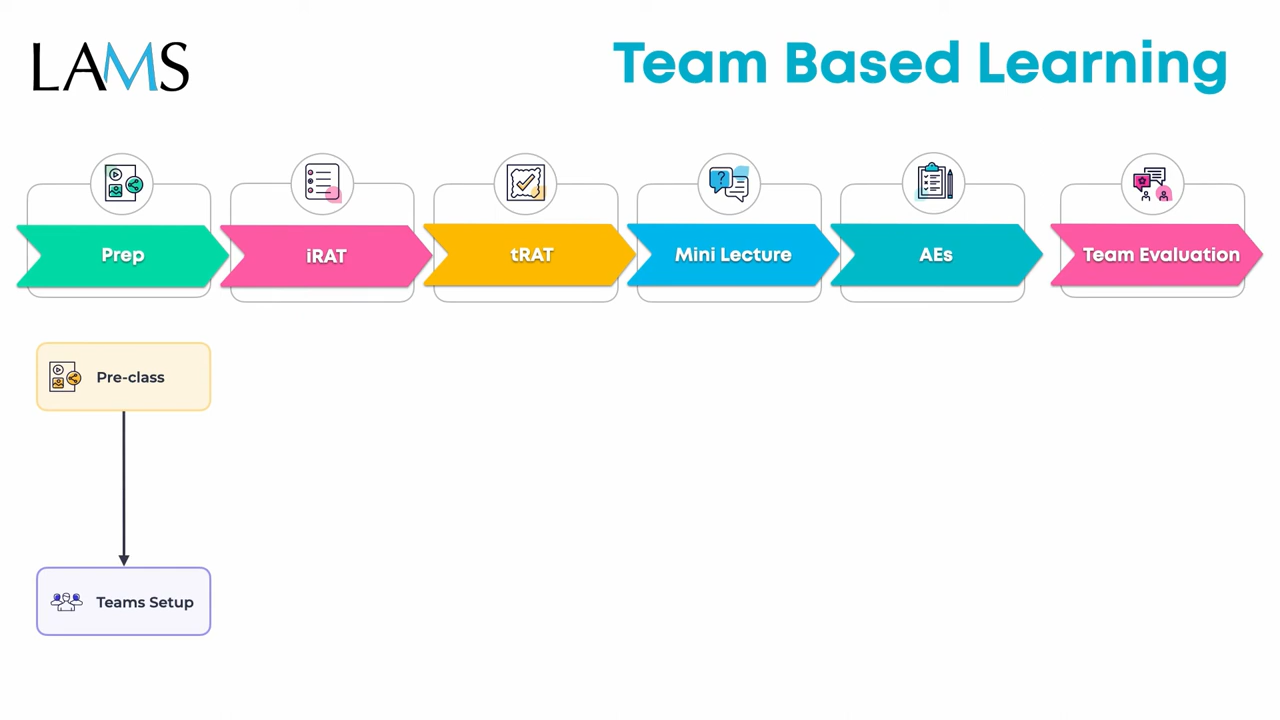 LAMS
Team Based Learning
Prep
iRAT
tRAT
Mini Lecture
AEs
Team Evaluation
Pre-class
Teams Setup